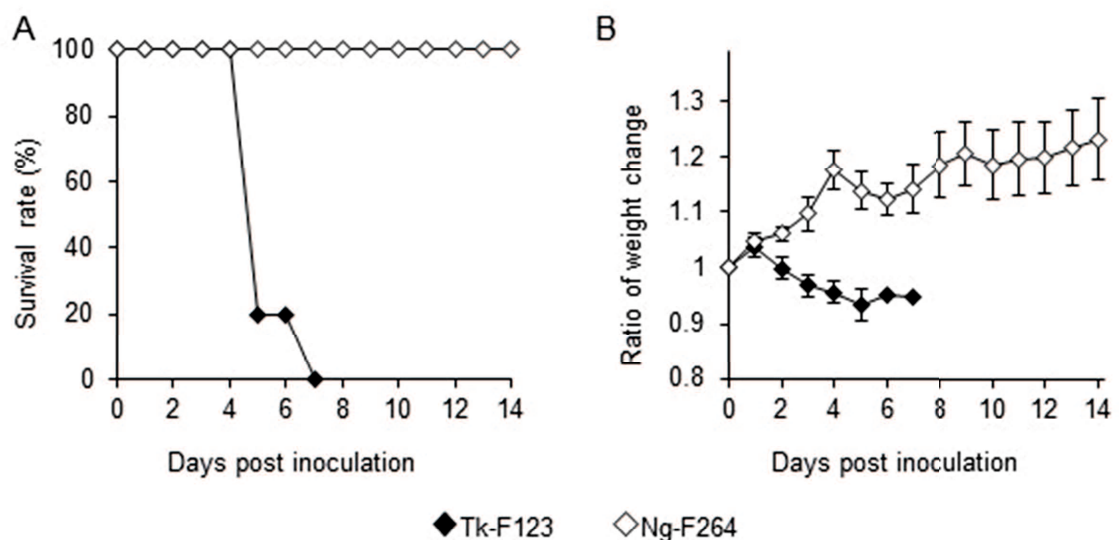 A
B
Survival rate (%)
100
80
60
40
20
0
0 2 4 6 8 10 12 14
Days post inoculation
Ratio of weight change
1.3
1.2
1.1
1
0.9
0.8
0 2 4 6 8 10 12 14
Days post inoculation
Tk-F123 Ng-F264